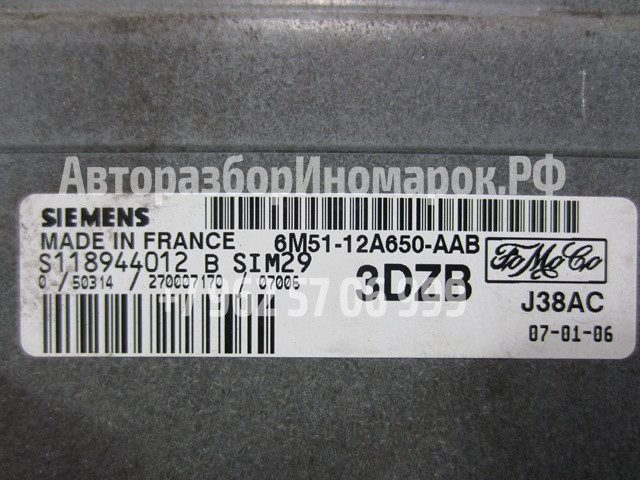 АвторазборИномарок.РФ
SIEMENS
MADE IN FRANCE 6M51-12A650-AAB
S118944012 B SIM29
0 /50314 / 270007170 / 07006
3DZB
FoMoCo
J38AC
07-01-06